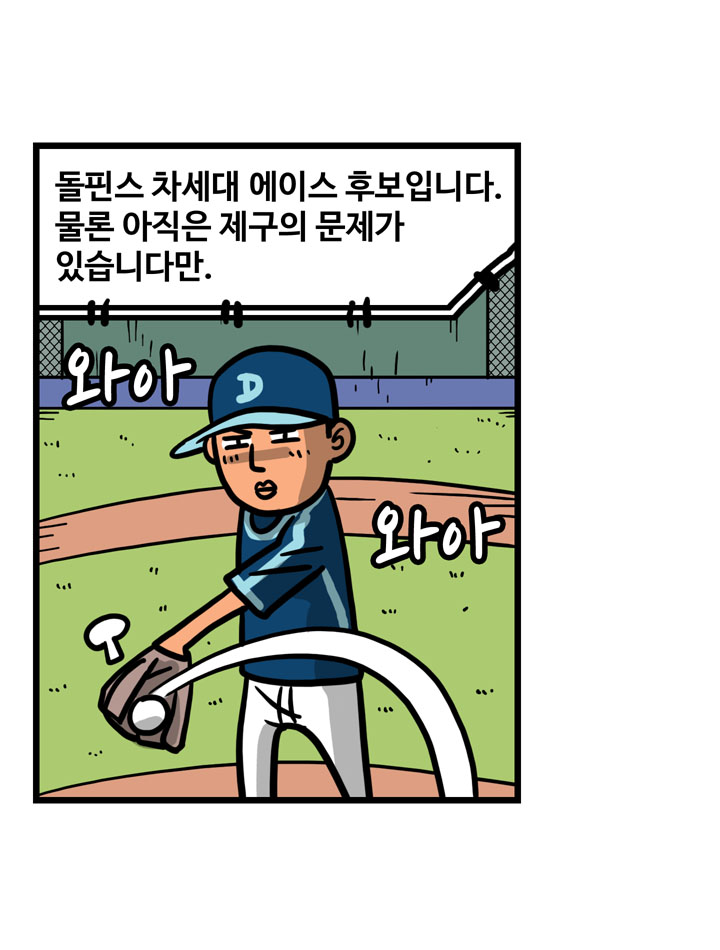 돌핀스 차세대 에이스 후보입니다.
물론 아직은 제구의 문제가
있습니다만.
와아
D
와아